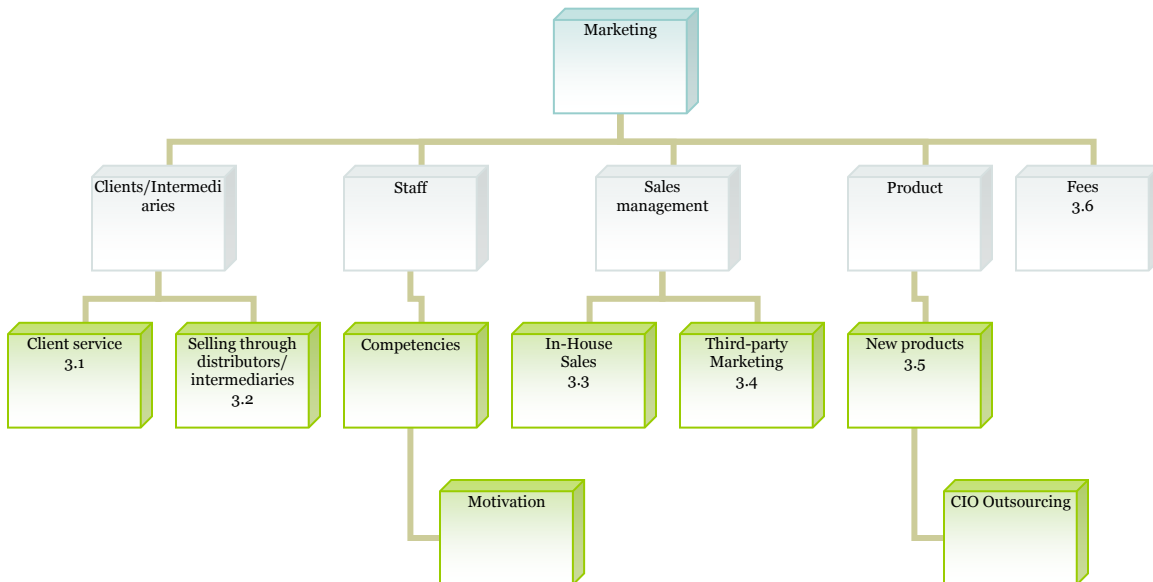 Marketing
Clients/Intermedi
aries
Staff
Sales
management
Product
Fees
3.6
Client service
3.1
Selling through
distributors/
intermediaries
3.2
Competencies
In-House
Sales
3.3
Third-party
Marketing
3.4
New products
3.5
Motivation
CIO Outsourcing